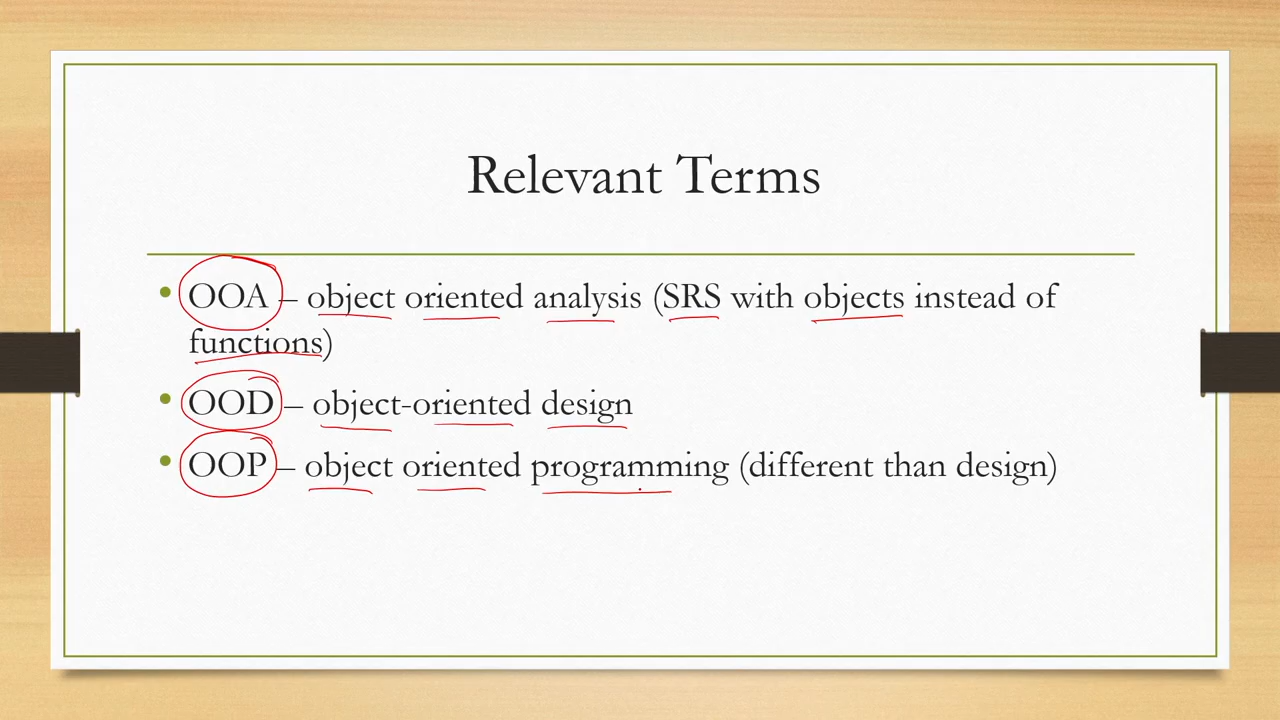 Relevant Terms
• OOA – object oriented analysis (SRS with objects instead of
functions)
• OOD – object-oriented design
• OOP – object oriented programming (different than design)